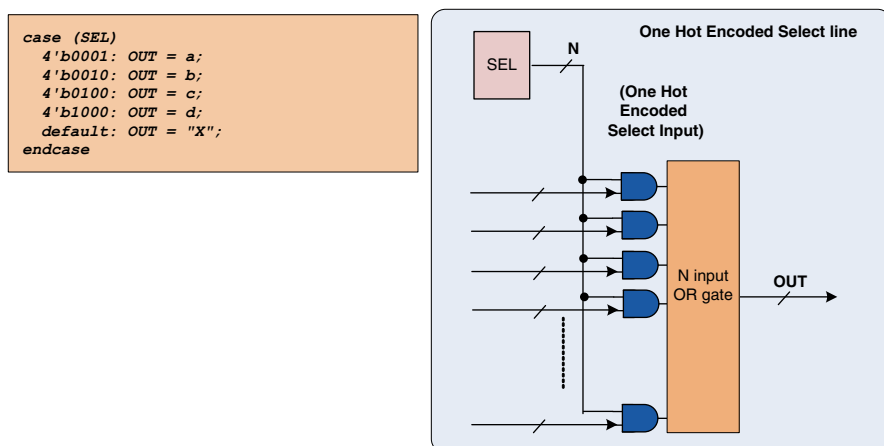 case (SEL)
4'b0001: OUT = a;
4'b0010: OUT = b;
4'b0100: OUT = c;
4'b1000: OUT = d;
default: OUT = "X";
endcase
One Hot Encoded Select line
N
SEL
(One Hot
Encoded
Select Input)
N input
OR gate
OUT